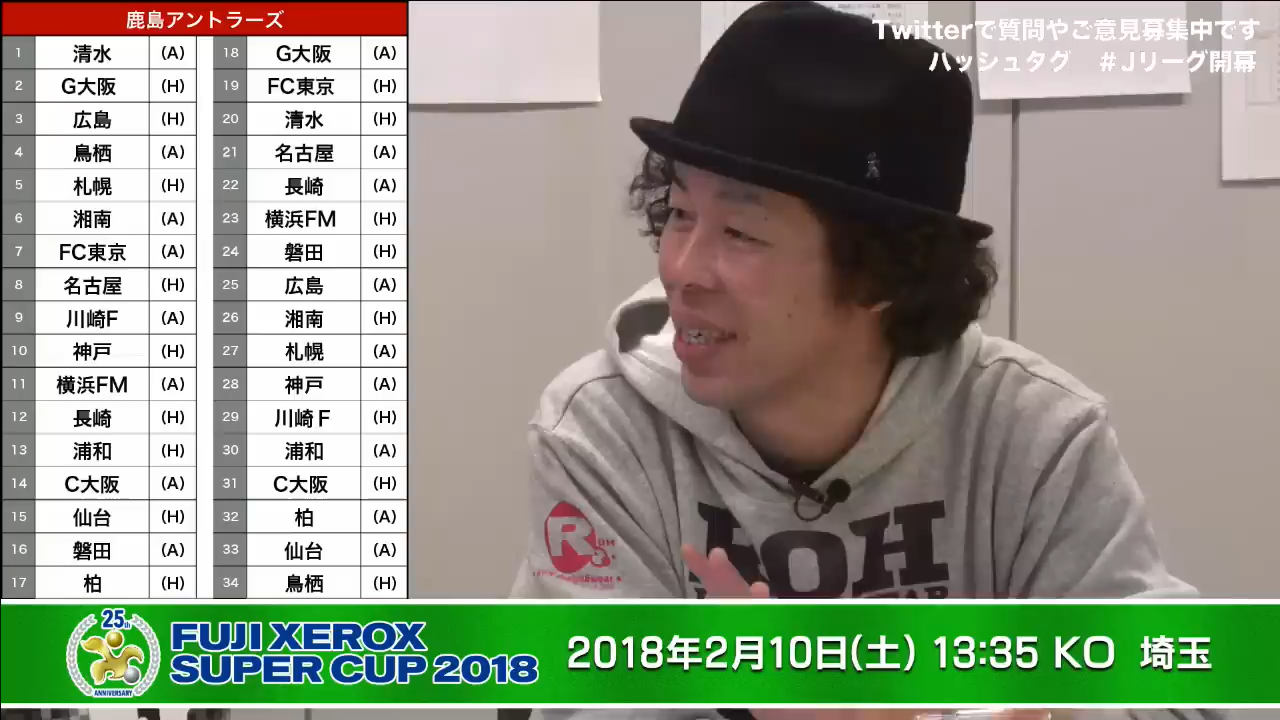 鹿島アントラーズ
1 清水 (A) 18 G大阪 (A)
2 G大阪 (H) 19 FC東京 (H)
3 広島 (H) 20 清水 (H)
4 鳥栖 (A) 21 名古屋 (A)
5 札幌 (H) 22 長崎 (A)
6 湘南 (A) 23 横浜FM (H)
7 FC東京 (A) 24 磐田 (H)
8 名古屋 (H) 25 広島 (A)
9 川崎F (A) 26 湘南 (H)
10 神戸 (H) 27 札幌 (A)
11 横浜FM (A) 28 神戸 (A)
12 長崎 (H) 29 川崎F (H)
13 浦和 (H) 30 浦和 (A)
14 C大阪 (A) 31 C大阪 (H)
15 仙台 (H) 32 柏 (A)
16 磐田 (A) 33 仙台 (A)
17 柏 (H) 34 鳥栖 (H)
Twitterで質問やご意見募集中です
ハッシュタグ #Jリーグ開幕
25th
ANNIVERSARY
FUJI XEROX
SUPER CUP 2018
2018年2月10日(土) 13:35 KO 埼玉